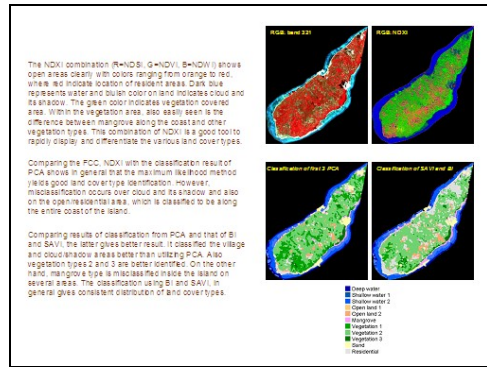 RGB: band 321
RGB: NDXI
The NDXI combination (R=NDSI, G=NDVI, B=NDWI) shows
open areas clearly with colors ranging from orange to red,
where red indicate location of resident areas. Dark blue
represents water and bluish color on land indicates cloud and
its shadow. The green color indicates vegetation covered
area. Within the vegetation area, also easily seen is the
difference between mangrove along the coast and other
vegetation types. This combination of NDXI is a good tool to
rapidly display and differentiate the various land cover types.
Comparing the FCC, NDXI with the classification result of
PCA shows in general that the maximum likelihood method
yields good land cover type identification. However,
misclassification occurs over cloud and its shadow and also
on the open/residential area, which is classified to be along
the entire coast of the island.
Comparing results of classification from PCA and that of BI
and SAVI, the latter gives better result. It classified the village
and cloud/shadow areas better than utilizing PCA. Also
vegetation types 2 and 3 are better identified. On the other
hand, mangrove type is misclassified inside the island on
several areas. The classification using BI and SAVI, in
general gives consistent distribution of land cover types.
Classification of first 3 PCA
Classification of SAVI and BI
Deep water
Shallow water 1
Shallow water 2
Open land 1
Open land 2
Mangrove
Vegetation 1
Vegetation 2
Vegetation 3
Sand
Residential